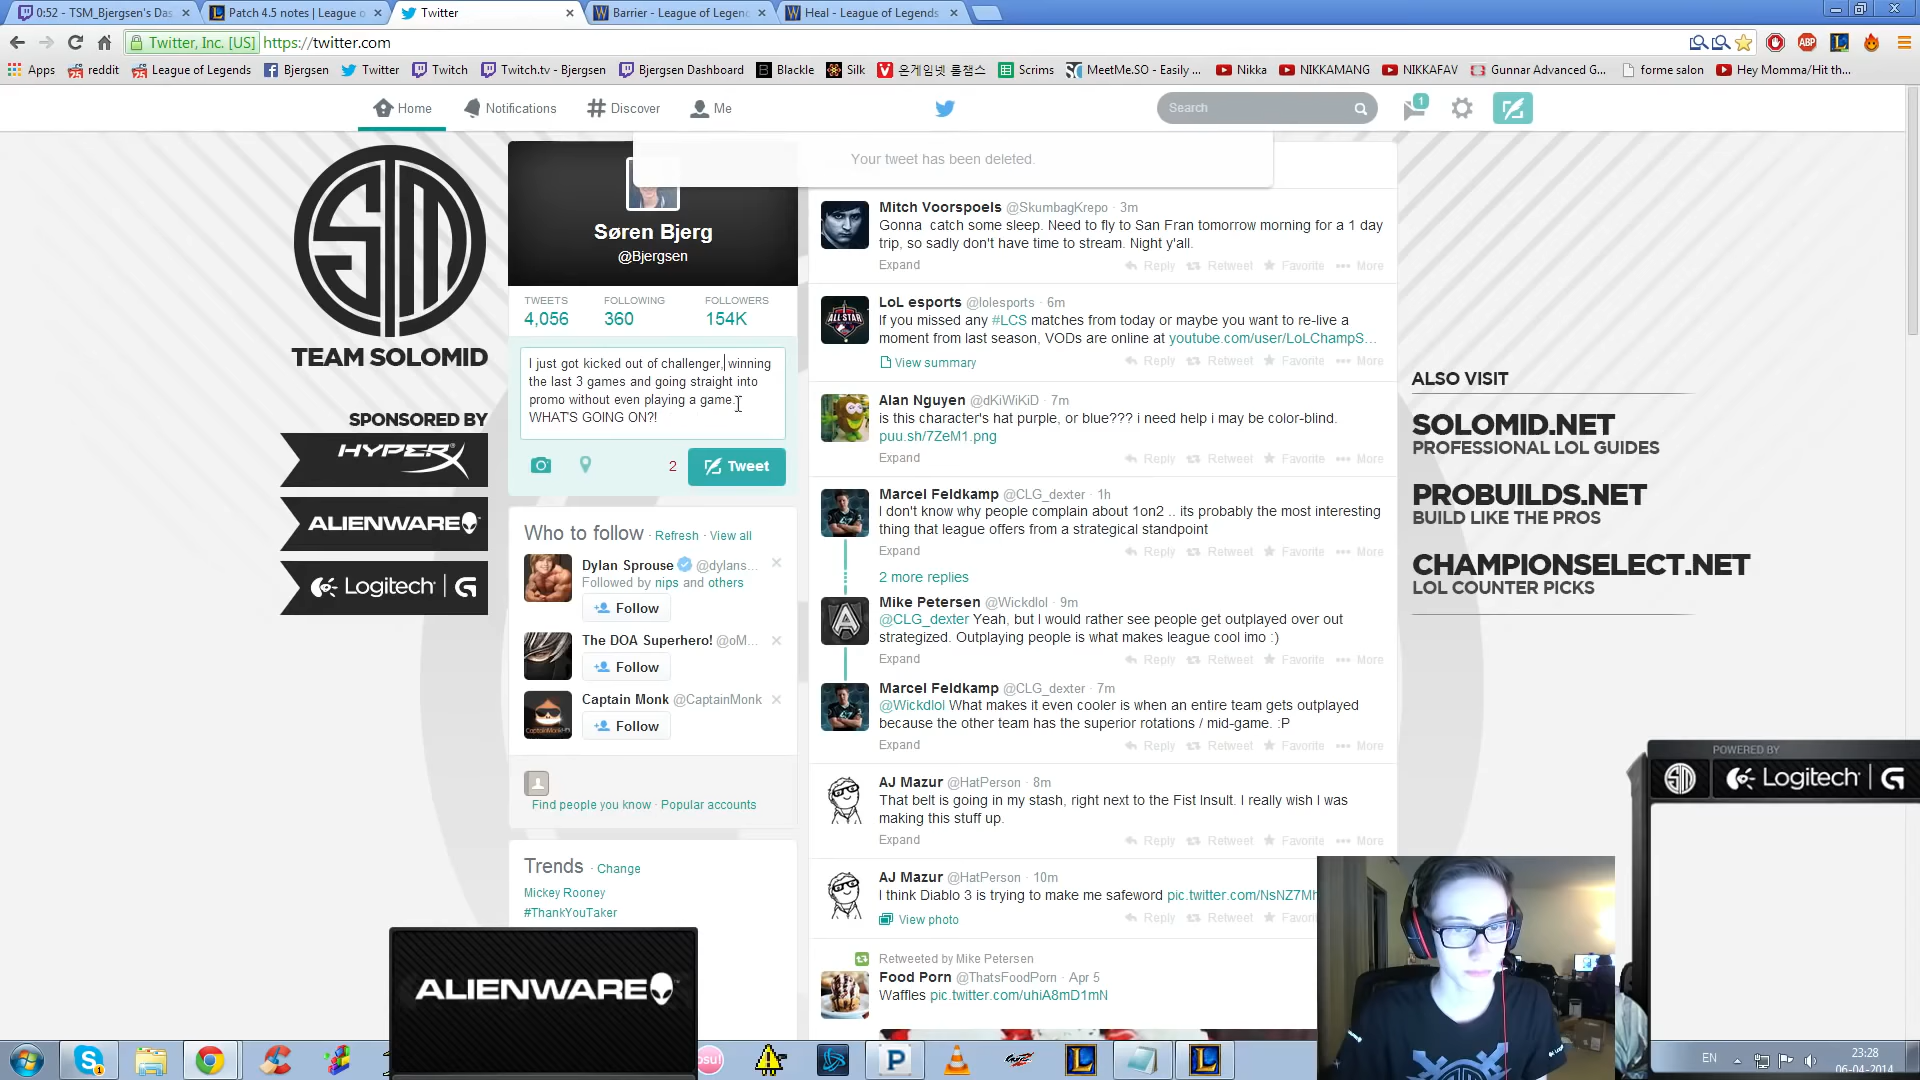 0:52 - TSM_Bjergsen's Das
Patch 4.5 notes | League o
Twitter
Barrier - League of Legenc
Heal - League of Legends
Twitter, Inc. [US]
https://twitter.com
Apps
reddit
League of Legends
Bjergsen
Twitter
Twitch
Twitch.tv - Bjergsen
Bjergsen Dashboard
Blackle
Silk
온게임넷 롤챔스
Scrims
MeetMe.SO - Easily ...
Nikka
NIKKAMANG
NIKKAFAV
Gunnar Advanced G...
forme salon
Hey Momma/Hit th...
Home
Notifications
Discover
Me
Search
1
Your tweet has been deleted.
TEAM SOLOMID
SPONSORED BY
HYPERX
ALIENWARE
Logitech G
Søren Bjerg
@Bjergsen
TWEETS
FOLLOWING
FOLLOWERS
4,056
360
154K
I just got kicked out of challenger, winning
the last 3 games and going straight into
promo without even playing a game.
WHAT'S GOING ON?!
2
Tweet
Who to follow · Refresh · View all
Dylan Sprouse @dylans...
Followed by nips and others
Follow
The DOA Superhero! @oM...
Follow
Captain Monk @CaptainMonk
Follow
Find people you know · Popular accounts
Trends · Change
Mickey Rooney
#ThankYouTaker
ALIENWARE
Mitch Voorspoels @SkumbagKrepo · 3m
Gonna catch some sleep. Need to fly to San Fran tomorrow morning for a 1 day
trip, so sadly don't have time to stream. Night y'all.
Expand
Reply
Retweet
Favorite
More
LoL esports @lolesports · 6m
If you missed any #LCS matches from today or maybe you want to re-live a
moment from last season, VODs are online at youtube.com/user/LoLChampS...
View summary
Reply
Retweet
Favorite
More
Alan Nguyen @dKiWiKiD · 7m
is this character's hat purple, or blue??? i need help i may be color-blind.
puu.sh/7ZeM1.png
Expand
Reply
Retweet
Favorite
More
Marcel Feldkamp @CLG_dexter · 1h
I don't know why people complain about 1on2 .. its probably the most interesting
thing that league offers from a strategical standpoint
Expand
Reply
Retweet
Favorite
More
2 more replies
Mike Petersen @Wickdlol · 9m
@CLG_dexter Yeah, but I would rather see people get outplayed over out
strategized. Outplaying people is what makes league cool imo :)
Expand
Reply
Retweet
Favorite
More
Marcel Feldkamp @CLG_dexter · 7m
@Wickdlol What makes it even cooler is when an entire team gets outplayed
because the other team has the superior rotations / mid-game. :P
Expand
Reply
Retweet
Favorite
More
AJ Mazur @HatPerson · 8m
That belt is going in my stash, right next to the Fist Insult. I really wish I was
making this stuff up.
Expand
Reply
Retweet
Favorite
More
AJ Mazur @HatPerson · 10m
I think Diablo 3 is trying to make me safeword pic.twitter.com/NsNZ7Mh
View photo
Reply
Retweet
Favorite
Retweeted by Mike Petersen
Food Porn @ThatsFoodPorn · Apr 5
Waffles pic.twitter.com/uhiA8mD1mN
ALSO VISIT
SOLOMID.NET
PROFESSIONAL LOL GUIDES
PROBUILDS.NET
BUILD LIKE THE PROS
CHAMPIONSELECT.NET
LOL COUNTER PICKS
POWERED BY
Logitech G
osu!
EN
23:28
06-04-2014